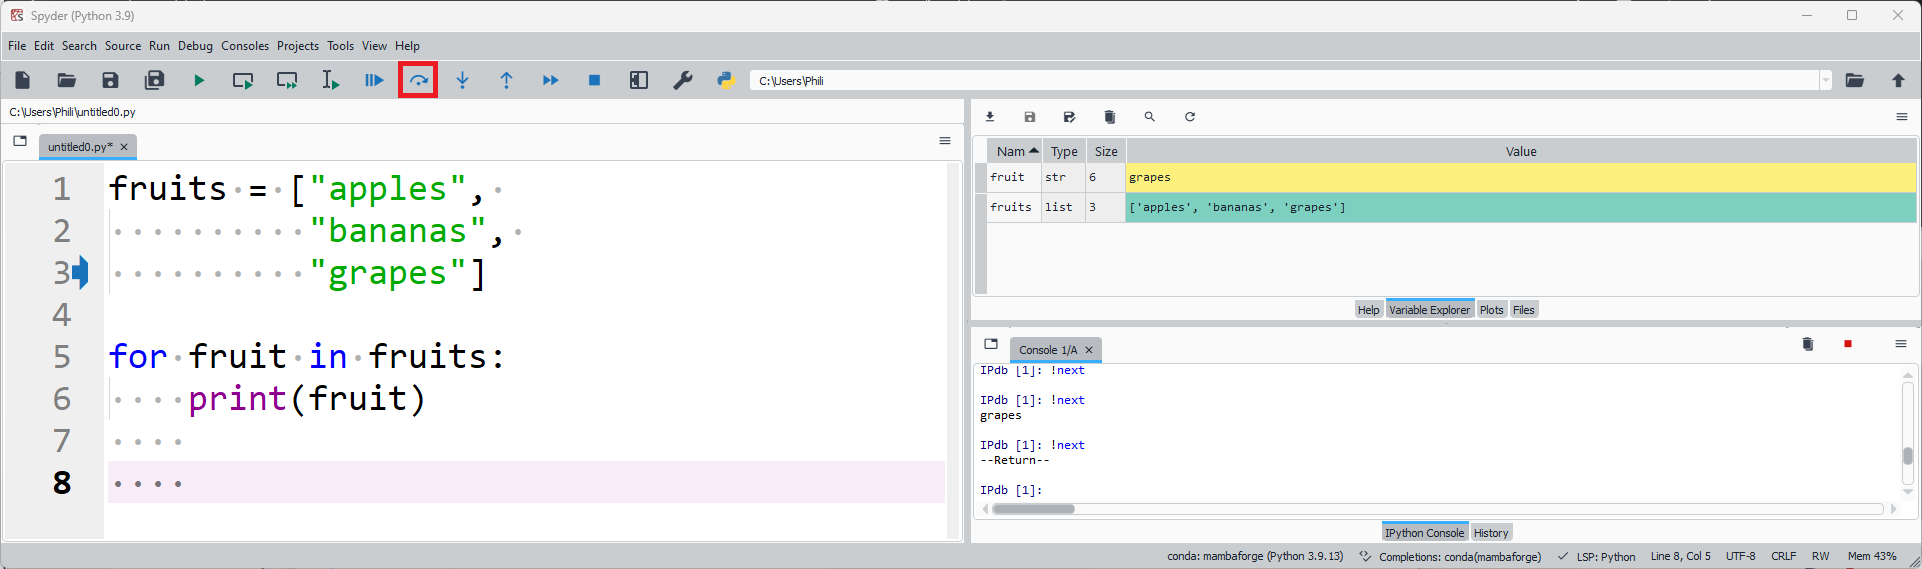 Spyder (Python 3.9)
File Edit Search Source Run Debug Consoles Projects Tools View Help
C:\Users\Phili
C:\Users\Phili\untitled0.py
untitled0.py*
1 fruits = ["apples",
2 "bananas",
3 "grapes"]
4
5 for fruit in fruits:
6 print(fruit)
7
8
Nam Type Size Value
fruit str 6 grapes
fruits list 3 ['apples', 'bananas', 'grapes']
Help Variable Explorer Plots Files
Console 1/A
IPdb [1]: !next
IPdb [1]: !next
grapes
IPdb [1]: !next
--Return--
IPdb [1]:
IPython Console History
conda: mambaforge (Python 3.9.13) Completions: conda(mambaforge) LSP: Python Line 8, Col 5 UTF-8 CRLF RW Mem 43%